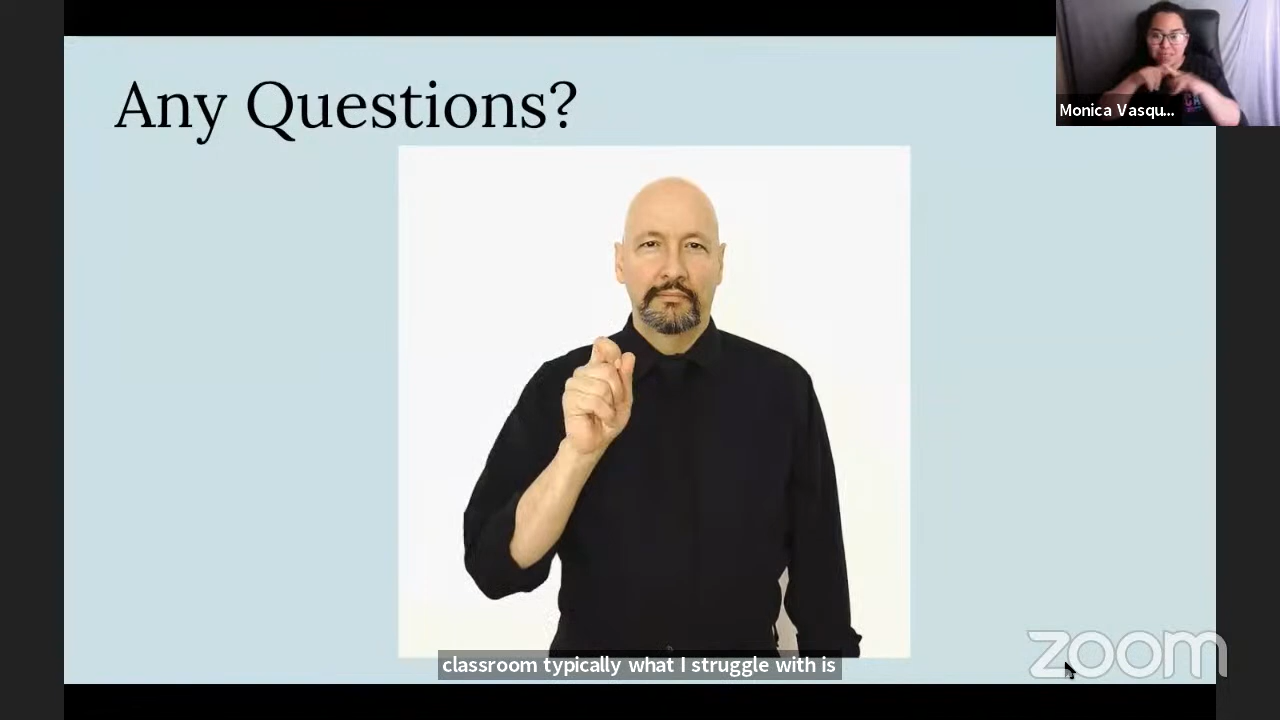 Any Questions?
Monica Vasqu...
classroom typically what I struggle with is
zoom